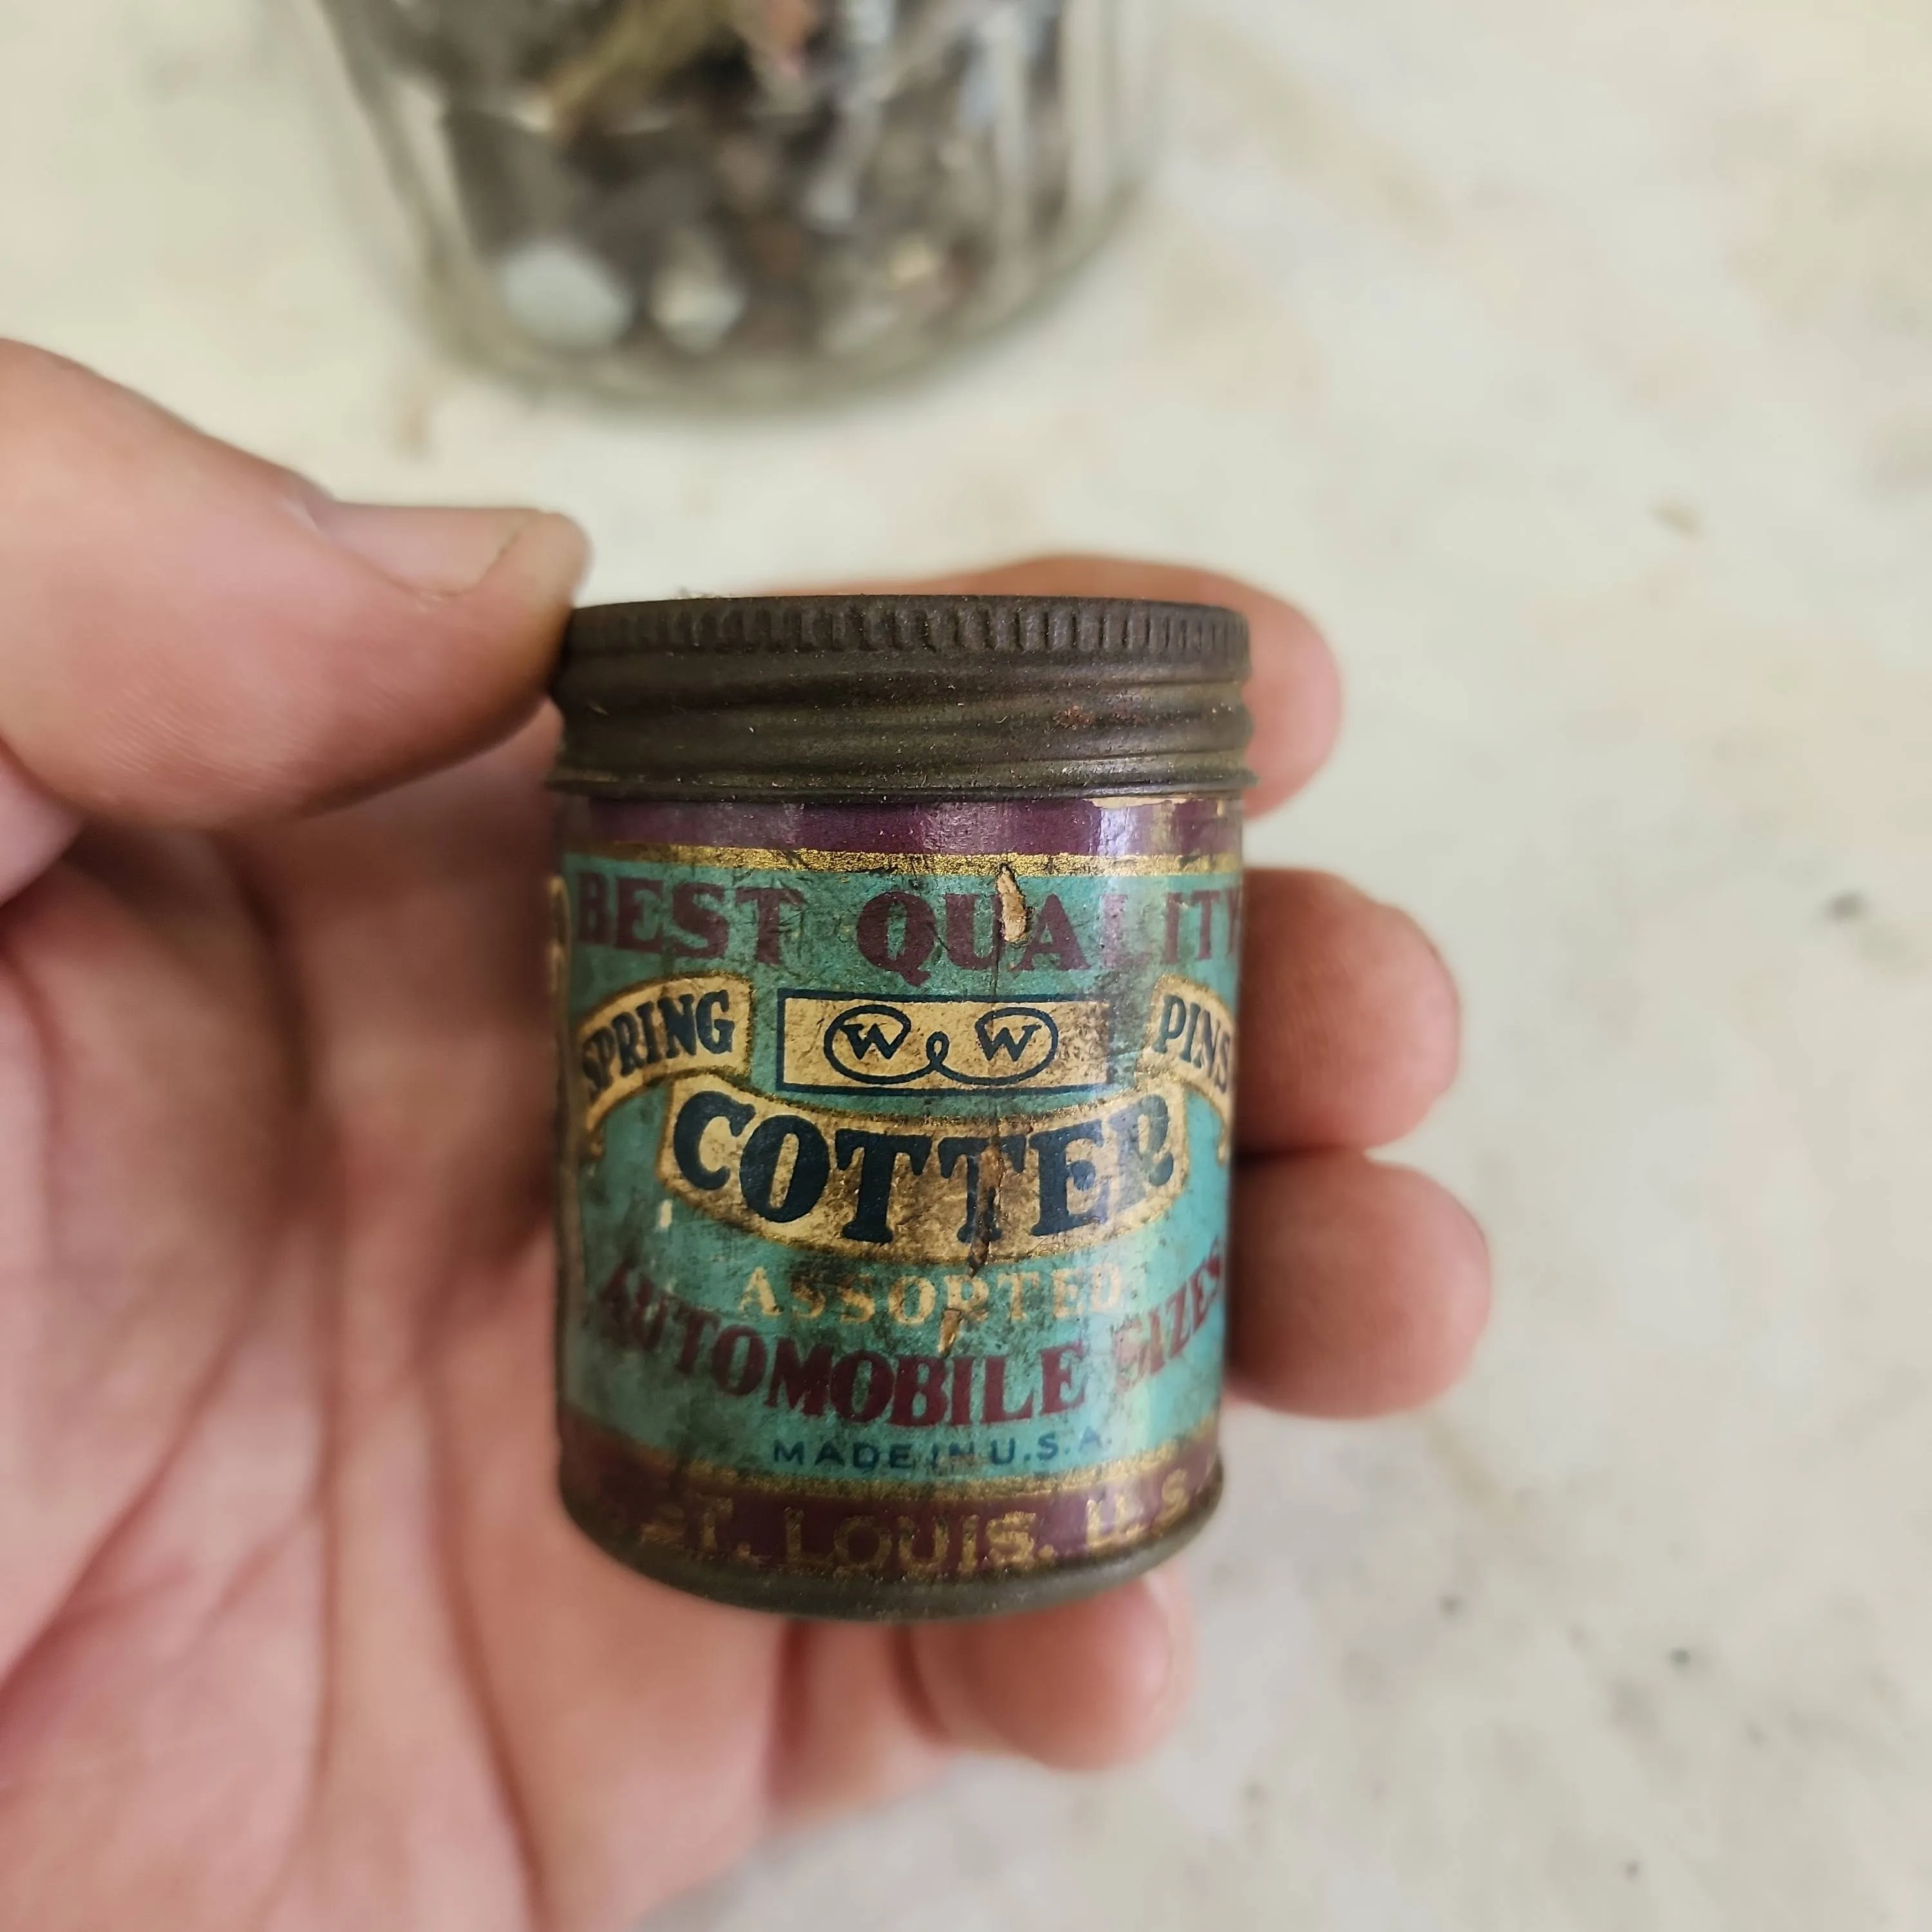 BEST QUALITY
SPRING W W PINS
COTTER
ASSORTED
AUTOMOBILE SIZES
MADE IN U.S.A.
ST. LOUIS. U.S.